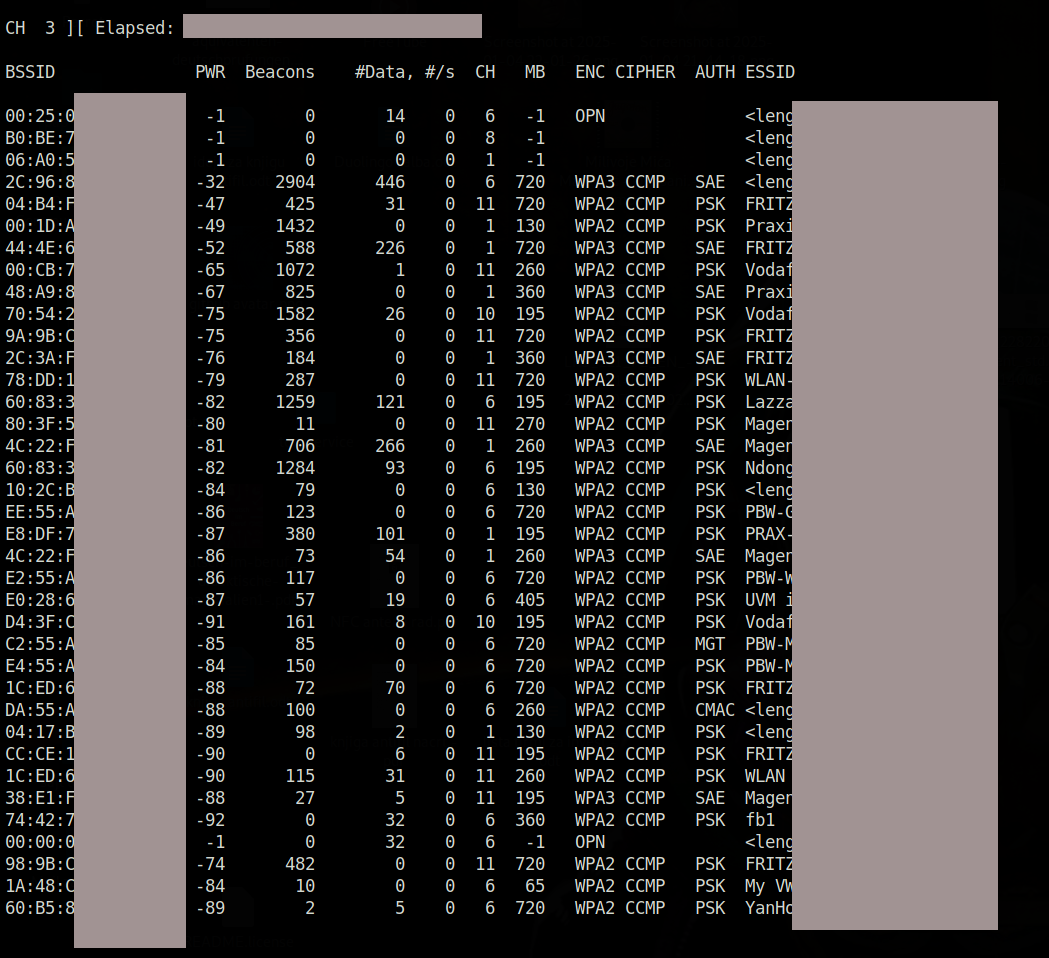 CH  3 ][ Elapsed:
BSSID              PWR  Beacons    #Data, #/s  CH   MB   ENC CIPHER  AUTH ESSID
00:25:0             -1        0       14    0   6   -1   OPN              <leng
B0:BE:7             -1        0        0    0   8   -1                    <leng
06:A0:5             -1        0        0    0   1   -1                    <leng
2C:96:8            -32     2904      446    0   6  720   WPA3 CCMP   SAE  <leng
04:B4:F            -47      425       31    0  11  720   WPA2 CCMP   PSK  FRITZ
00:1D:A            -49     1432        0    0   1  130   WPA2 CCMP   PSK  Praxi
44:4E:6            -52      588      226    0   1  720   WPA3 CCMP   SAE  FRITZ
00:CB:7            -65     1072        1    0  11  260   WPA2 CCMP   PSK  Vodaf
48:A9:8            -67      825        0    0   1  360   WPA3 CCMP   SAE  Praxi
70:54:2            -75     1582       26    0  10  195   WPA2 CCMP   PSK  Vodaf
9A:9B:C            -75      356        0    0  11  720   WPA2 CCMP   PSK  FRITZ
2C:3A:F            -76      184        0    0   1  360   WPA3 CCMP   SAE  FRITZ
78:DD:1            -79      287        0    0  11  720   WPA2 CCMP   PSK  WLAN-
60:83:3            -82     1259      121    0   6  195   WPA2 CCMP   PSK  Lazza
80:3F:5            -80       11        0    0  11  270   WPA2 CCMP   PSK  Magen
4C:22:F            -81      706      266    0   1  260   WPA3 CCMP   SAE  Magen
60:83:3            -82     1284       93    0   6  195   WPA2 CCMP   PSK  Ndong
10:2C:B            -84       79        0    0   6  130   WPA2 CCMP   PSK  <leng
EE:55:A            -86      123        0    0   6  720   WPA2 CCMP   PSK  PBW-G
E8:DF:7            -87      380      101    0   1  195   WPA2 CCMP   PSK  PRAX-
4C:22:F            -86       73       54    0   1  260   WPA3 CCMP   SAE  Magen
E2:55:A            -86      117        0    0   6  720   WPA2 CCMP   PSK  PBW-W
E0:28:6            -87       57       19    0   6  405   WPA2 CCMP   PSK  UVM i
D4:3F:C            -91      161        8    0  10  195   WPA2 CCMP   PSK  Vodaf
C2:55:A            -85       85        0    0   6  720   WPA2 CCMP   MGT  PBW-M
E4:55:A            -84      150        0    0   6  720   WPA2 CCMP   PSK  PBW-M
1C:ED:6            -88       72       70    0   6  720   WPA2 CCMP   PSK  FRITZ
DA:55:A            -88      100        0    0   6  260   WPA2 CCMP   CMAC <leng
04:17:B            -89       98        2    0   1  130   WPA2 CCMP   PSK  <leng
CC:CE:1            -90        0        6    0  11  195   WPA2 CCMP   PSK  FRITZ
1C:ED:6            -90      115       31    0  11  260   WPA2 CCMP   PSK  WLAN
38:E1:F            -88       27        5    0  11  195   WPA3 CCMP   SAE  Magen
74:42:7            -92        0       32    0   6  360   WPA2 CCMP   PSK  fb1
00:00:0             -1        0       32    0   6   -1   OPN              <leng
98:9B:C            -74      482        0    0  11  720   WPA2 CCMP   PSK  FRITZ
1A:48:C            -84       10        0    0   6   65   WPA2 CCMP   PSK  My VW
60:B5:8            -89        2        5    0   6  720   WPA2 CCMP   PSK  YanHo